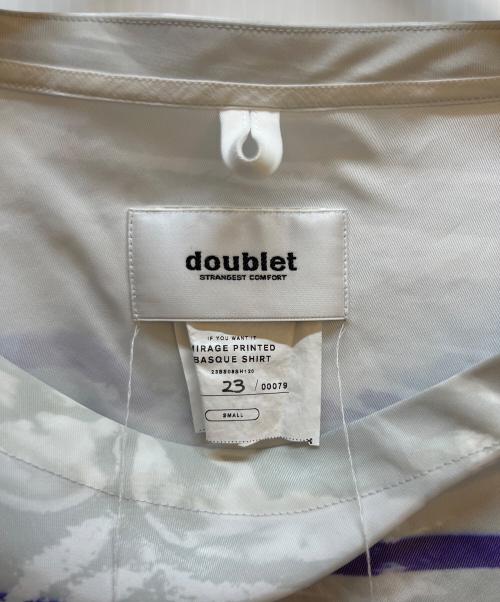 doublet
STRANGEST COMFORT
IF YOU WANT IT
MIRAGE PRINTED
BASQUE SHIRT
23SS08SH120
23 / 00079
SMALL